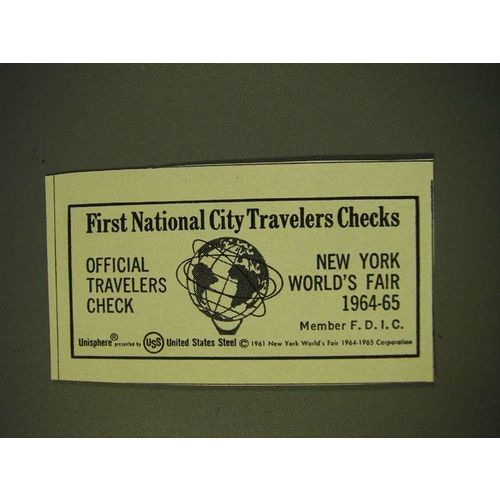 First National City Travelers Checks
OFFICIAL
TRAVELERS
CHECK
NEW YORK
WORLD'S FAIR
1964-65
Member F. D. I. C.
Unisphere® presented by USS United States Steel © 1961 New York World's Fair 1964-1965 Corporation